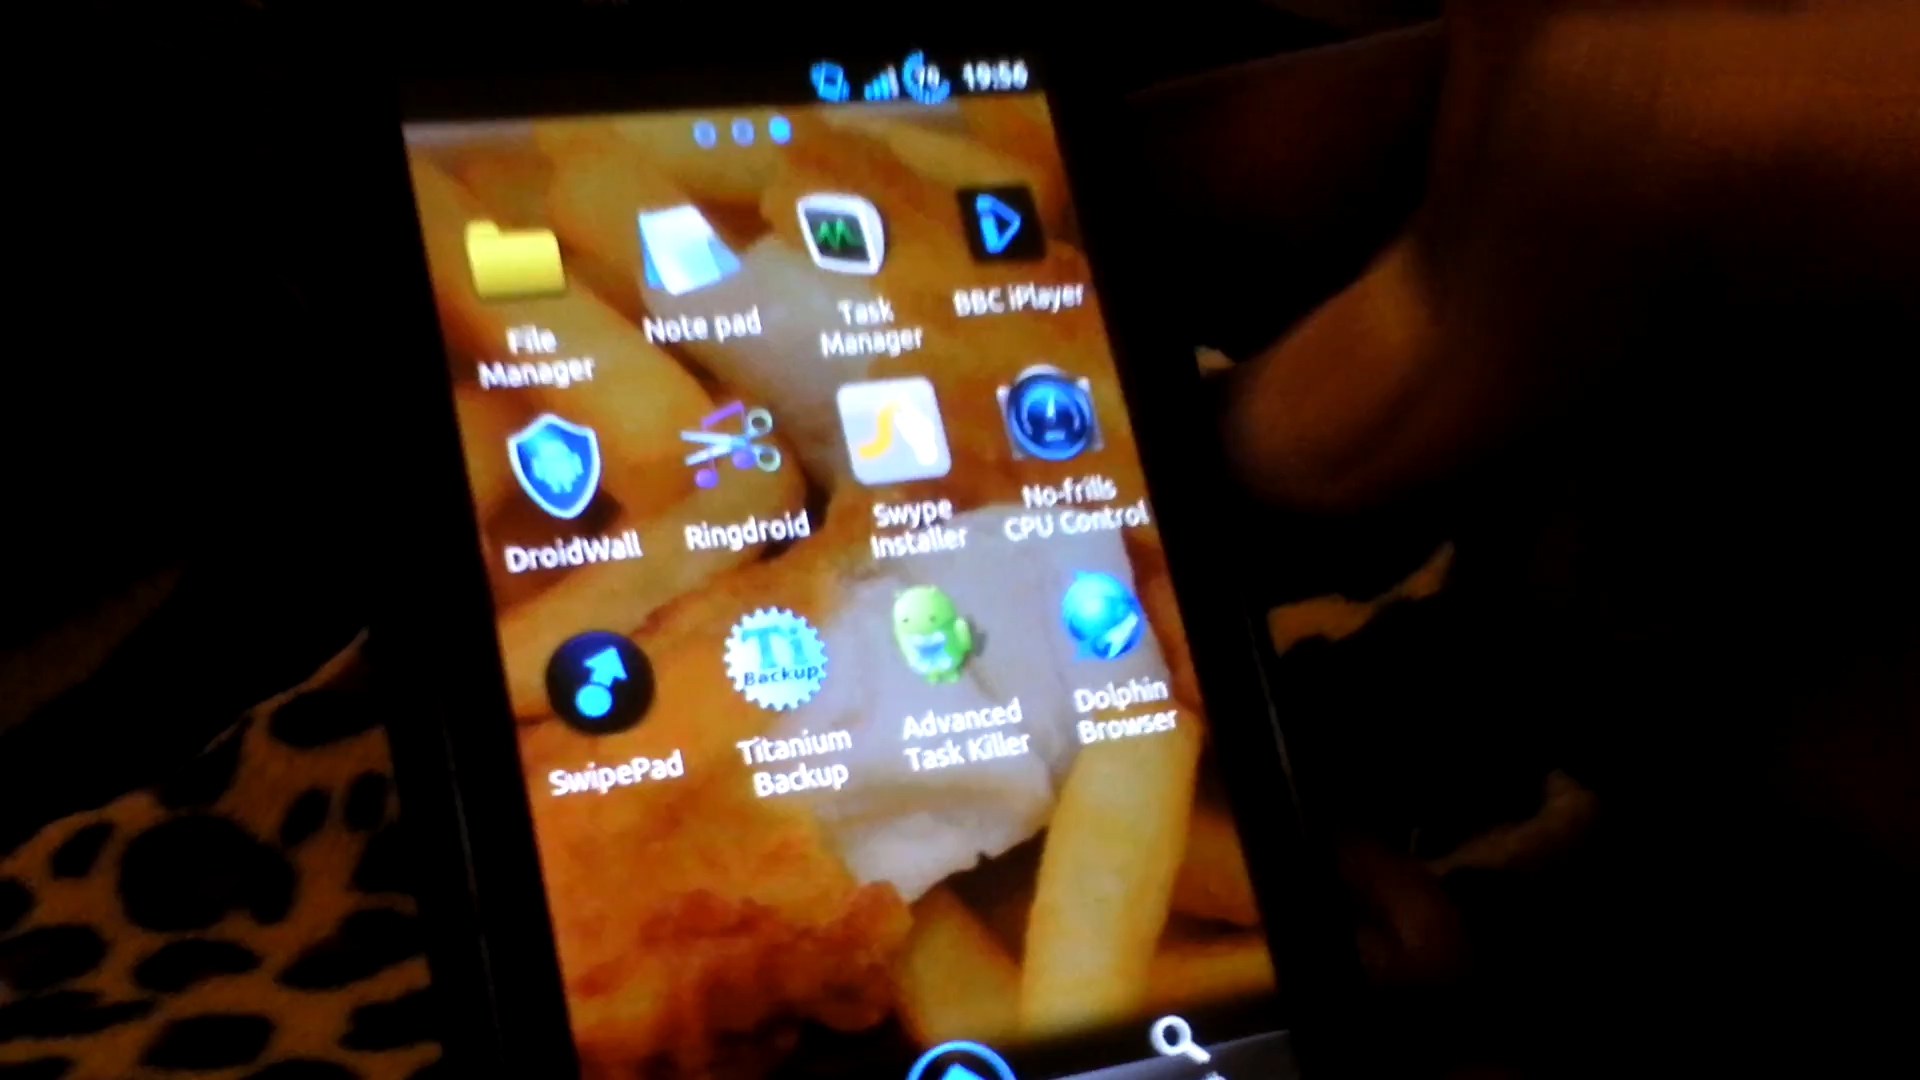 19:56
File
Manager
Note pad
Task
Manager
BBC iPlayer
DroidWall
Ringdroid
Swype
Installer
No-frills
CPU Control
SwipePad
Ti
Backup
Titanium
Backup
Advanced
Task Killer
Dolphin
Browser